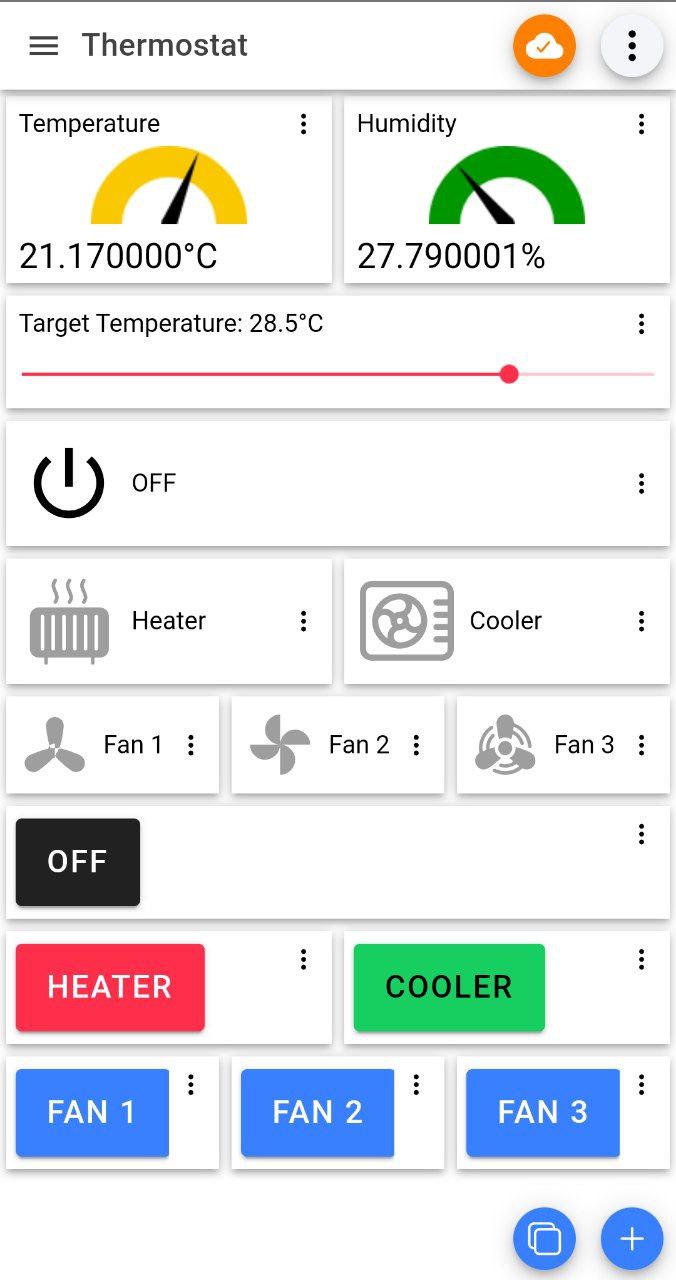 Thermostat
Temperature
Humidity
21.170000°C
27.790001%
Target Temperature: 28.5°C
OFF
Heater
Cooler
Fan 1
Fan 2
Fan 3
OFF
HEATER
COOLER
FAN 1
FAN 2
FAN 3